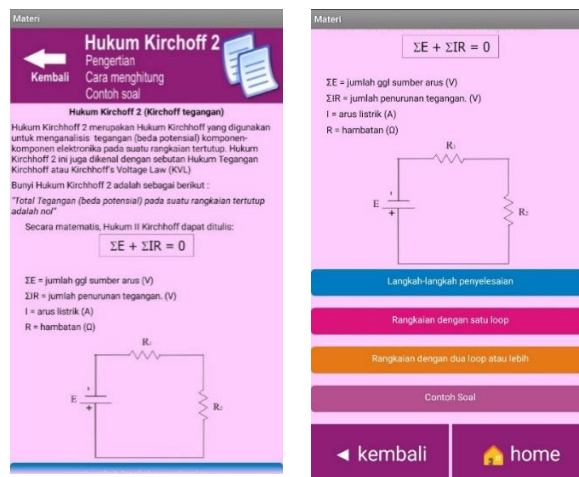 Materi
Hukum Kirchoff 2
Pengertian
Kembali
Cara menghitung
Contoh soal
Hukum Kirchoff 2 (Kirchoff tegangan)
Hukum Kirchhoff 2 merupakan Hukum Kirchhoff yang digunakan
untuk menganalisis tegangan (beda potensial) komponen-
komponen elektronika pada suatu rangkaian tertutup. Hukum
Kirchhoff 2 ini juga dikenal dengan sebutan Hukum Tegangan
Kirchhoff atau Kirchhoff's Voltage Law (KVL)
Bunyi Hukum Kirchhoff 2 adalah sebagai berikut :
"Total Tegangan (beda potensial) pada suatu rangkaian tertutup
adalah nol"
Secara matematis, Hukum II Kirchhoff dapat ditulis:
ΣE + ΣIR = 0
ΣE = jumlah ggl sumber arus (V)
ΣIR = jumlah penurunan tegangan. (V)
I = arus listrik (A)
R = hambatan (Ω)
R₁
E
R₂
Materi
ΣE + ΣIR = 0
ΣE = jumlah ggl sumber arus (V)
ΣIR = jumlah penurunan tegangan. (V)
I = arus listrik (A)
R = hambatan (Ω)
R₁
E
R₂
Langkah-langkah penyelesaian
Rangkaian dengan satu loop
Rangkaian dengan dua loop atau lebih
Contoh Soal
◄ kembali
home